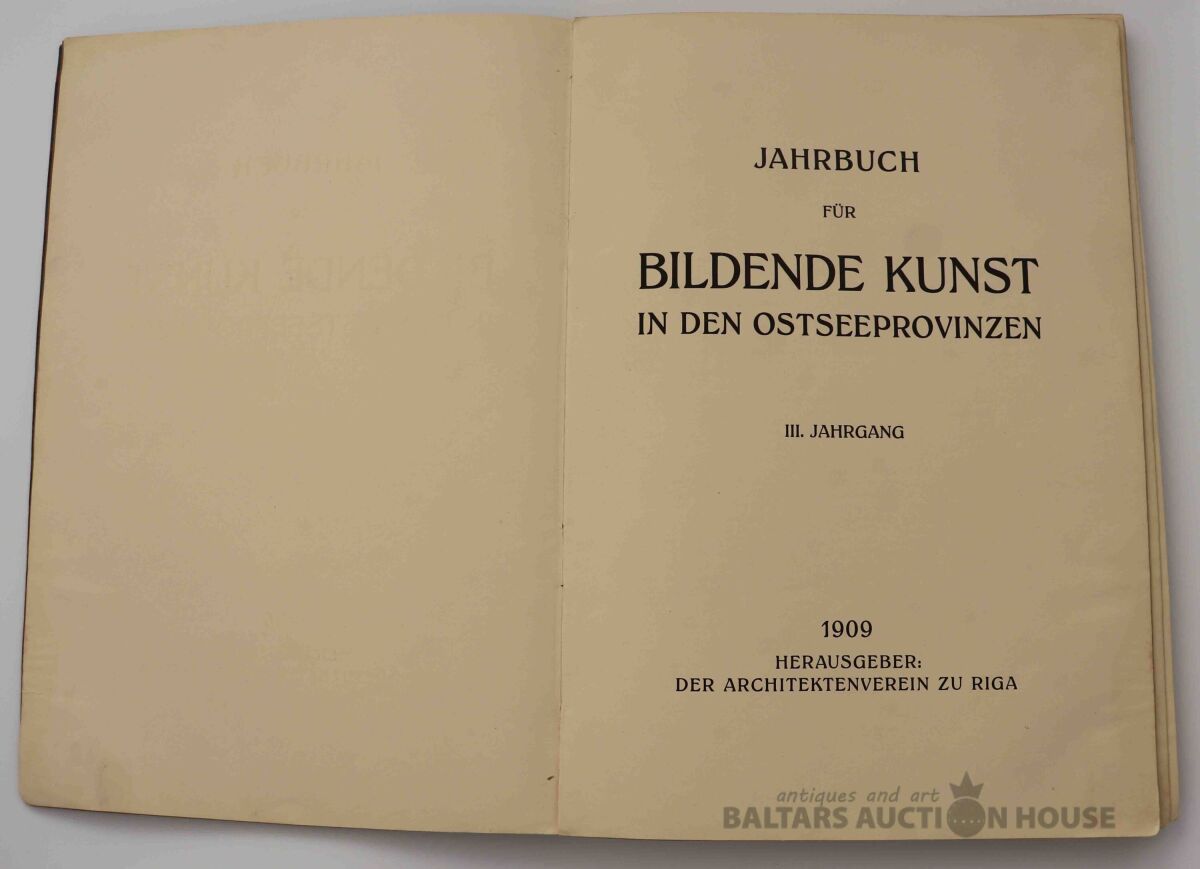 JAHRBUCH
FÜR
BILDENDE KUNST
IN DEN OSTSEEPROVINZEN
III. JAHRGANG
1909
HERAUSGEBER:
DER ARCHITEKTENVEREIN ZU RIGA
antiques and art
BALTARS AUCTION HOUSE